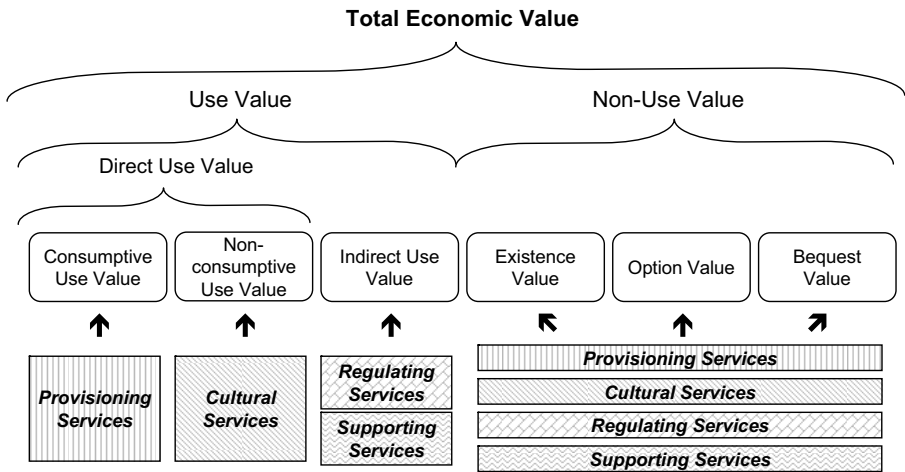 Total Economic Value
Use Value
Non-Use Value
Direct Use Value
Consumptive
Use Value
Non-
consumptive
Use Value
Indirect Use
Value
Existence
Value
Option Value
Bequest
Value
Provisioning
Services
Cultural
Services
Regulating
Services
Supporting
Services
Provisioning Services
Cultural Services
Regulating Services
Supporting Services